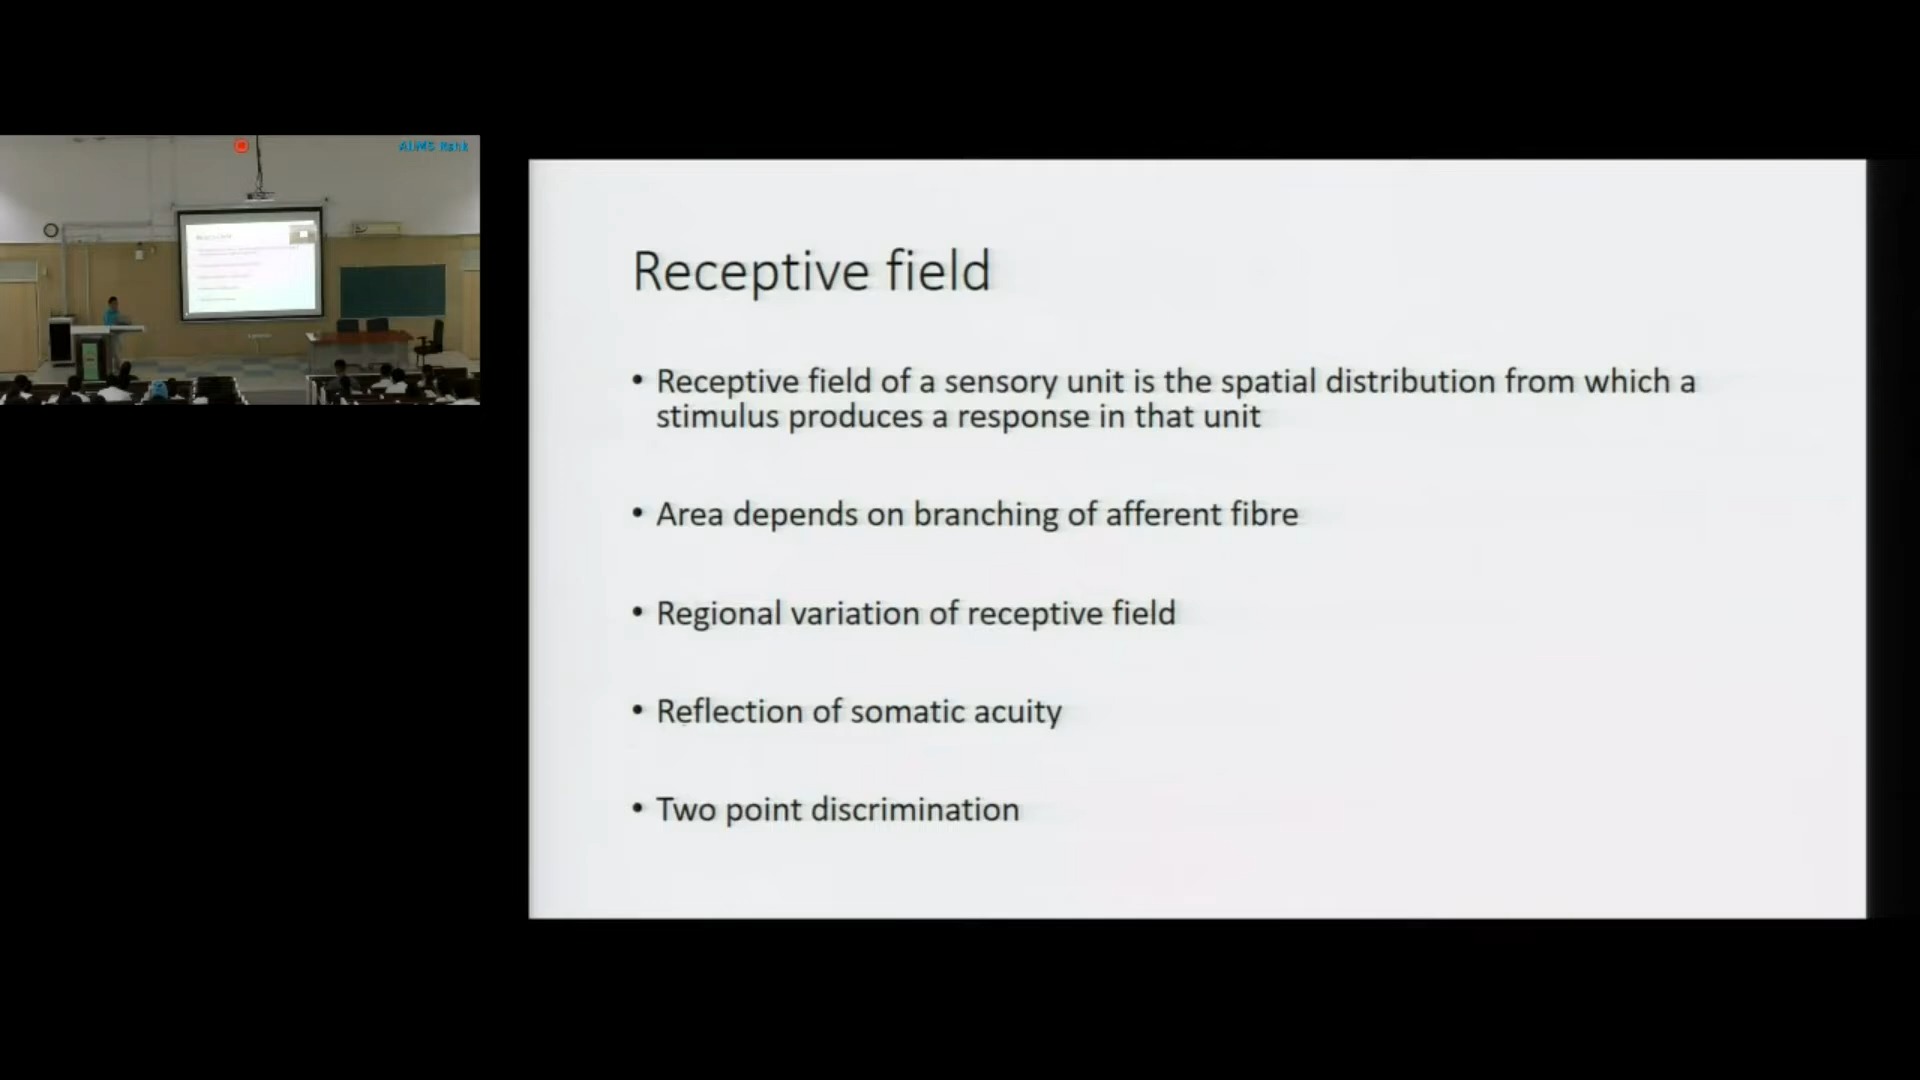 AIIMS Rshk
Receptive field
• Receptive field of a sensory unit is the spatial distribution from which a
stimulus produces a response in that unit
• Area depends on branching of afferent fibre
• Regional variation of receptive field
• Reflection of somatic acuity
• Two point discrimination